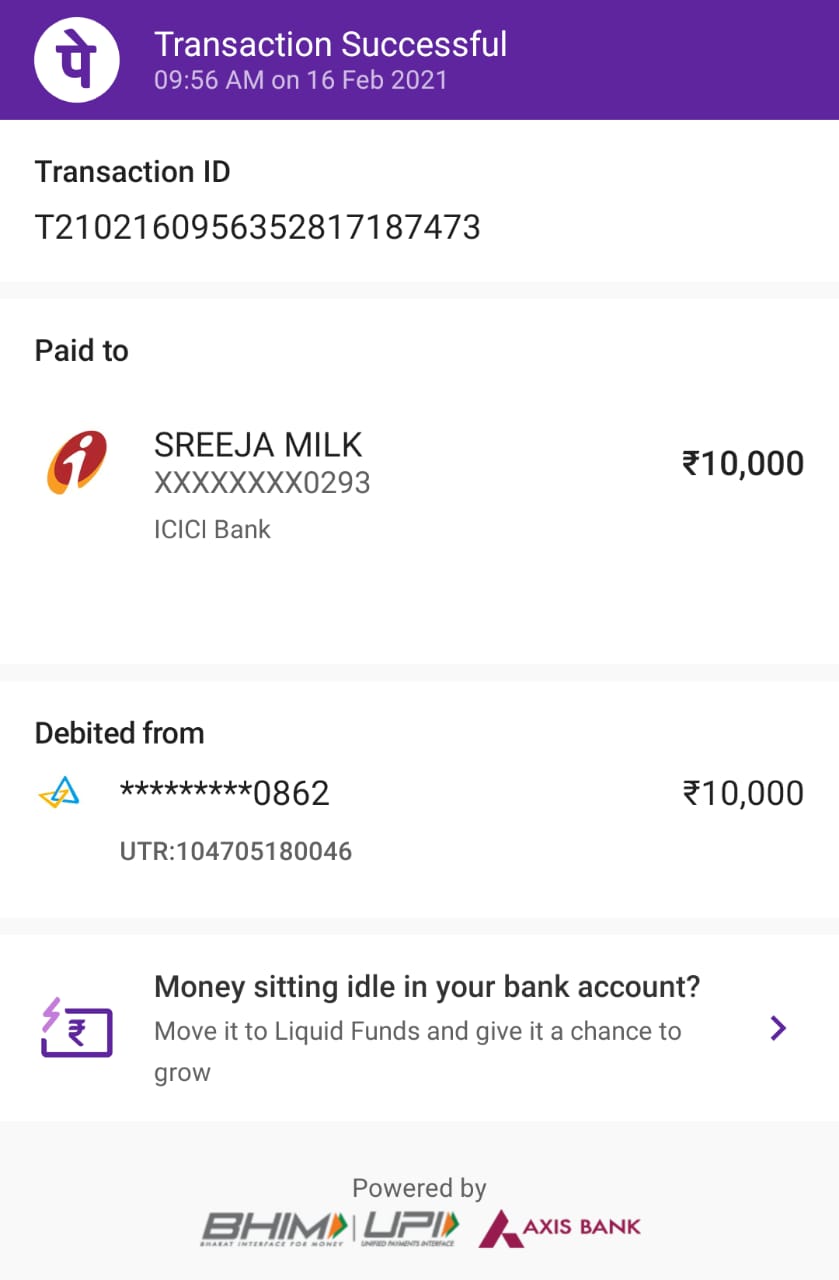 पे
Transaction Successful
09:56 AM on 16 Feb 2021
Transaction ID
T2102160956352817187473
Paid to
SREEJA MILK
XXXXXXXX0293
₹10,000
ICICI Bank
Debited from
*********0862
₹10,000
UTR:104705180046
Money sitting idle in your bank account?
₹
Move it to Liquid Funds and give it a chance to
grow
Powered by
BHIM UPI AXIS BANK
BHARAT INTERFACE FOR MONEY UNIFIED PAYMENTS INTERFACE